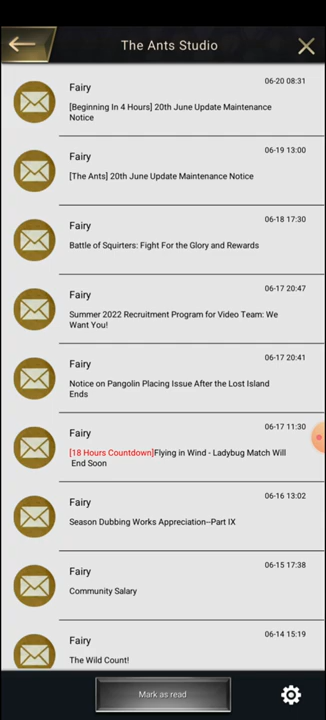 The Ants Studio
Fairy
06-20 08:31
[Beginning In 4 Hours] 20th June Update Maintenance
Notice
Fairy
06-19 13:00
[The Ants] 20th June Update Maintenance Notice
Fairy
06-18 17:30
Battle of Squirters: Fight For the Glory and Rewards
Fairy
06-17 20:47
Summer 2022 Recruitment Program for Video Team: We
Want You!
Fairy
06-17 20:41
Notice on Pangolin Placing Issue After the Lost Island
Ends
Fairy
06-17 11:30
[18 Hours Countdown]Flying in Wind - Ladybug Match Will
End Soon
Fairy
06-16 13:02
Season Dubbing Works Appreciation--Part IX
Fairy
06-15 17:38
Community Salary
Fairy
06-14 15:19
The Wild Count!
Mark as read